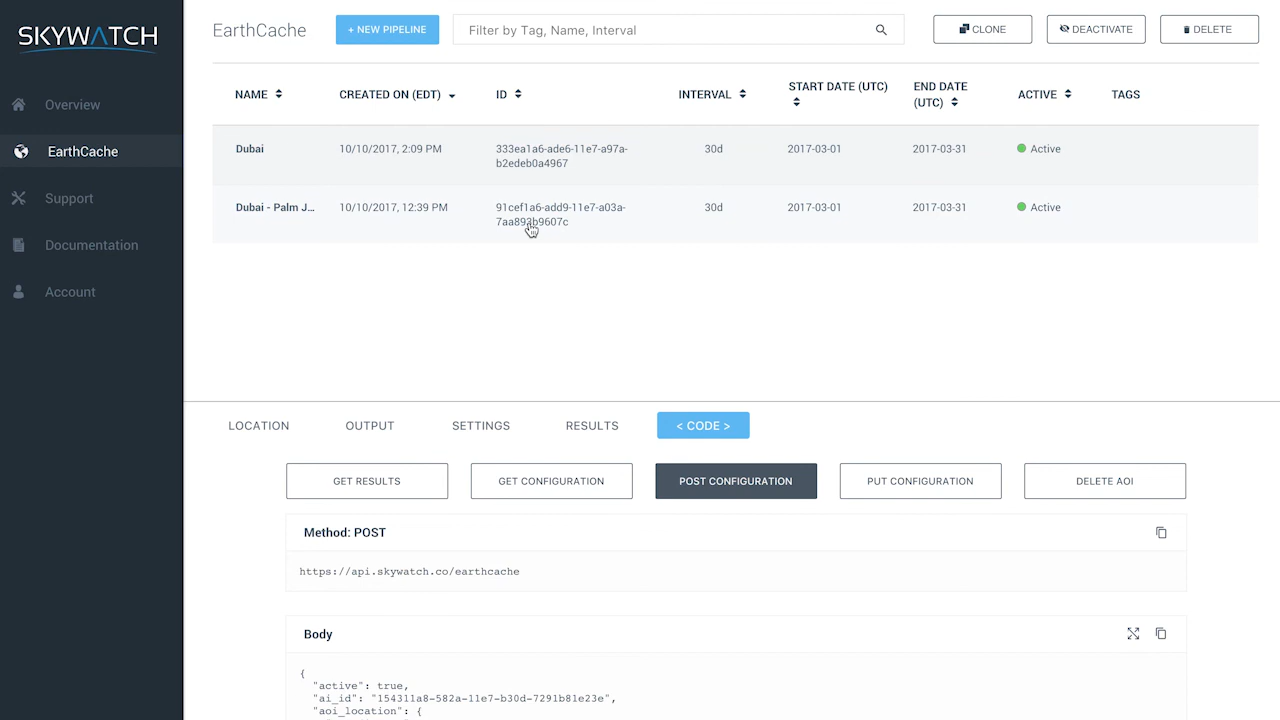 SKYWATCH
EarthCache
+ NEW PIPELINE
Filter by Tag, Name, Interval
CLONE
DEACTIVATE
DELETE
Overview
EarthCache
Support
Documentation
Account
NAME
CREATED ON (EDT)
ID
INTERVAL
START DATE (UTC)
END DATE
(UTC)
ACTIVE
TAGS
Dubai
10/10/2017, 2:09 PM
333ea1a6-ade6-11e7-a97a-
b2edeb0a4967
30d
2017-03-01
2017-03-31
Active
Dubai - Palm J...
10/10/2017, 12:39 PM
91cef1a6-add9-11e7-a03a-
7aa892b9607c
30d
2017-03-01
2017-03-31
Active
LOCATION
OUTPUT
SETTINGS
RESULTS
< CODE >
GET RESULTS
GET CONFIGURATION
POST CONFIGURATION
PUT CONFIGURATION
DELETE AOI
Method: POST
https://api.skywatch.co/earthcache
Body
{
"active": true,
"ai_id": "154311a8-582a-11e7-b30d-7291b81e23e",
"aoi_location": {